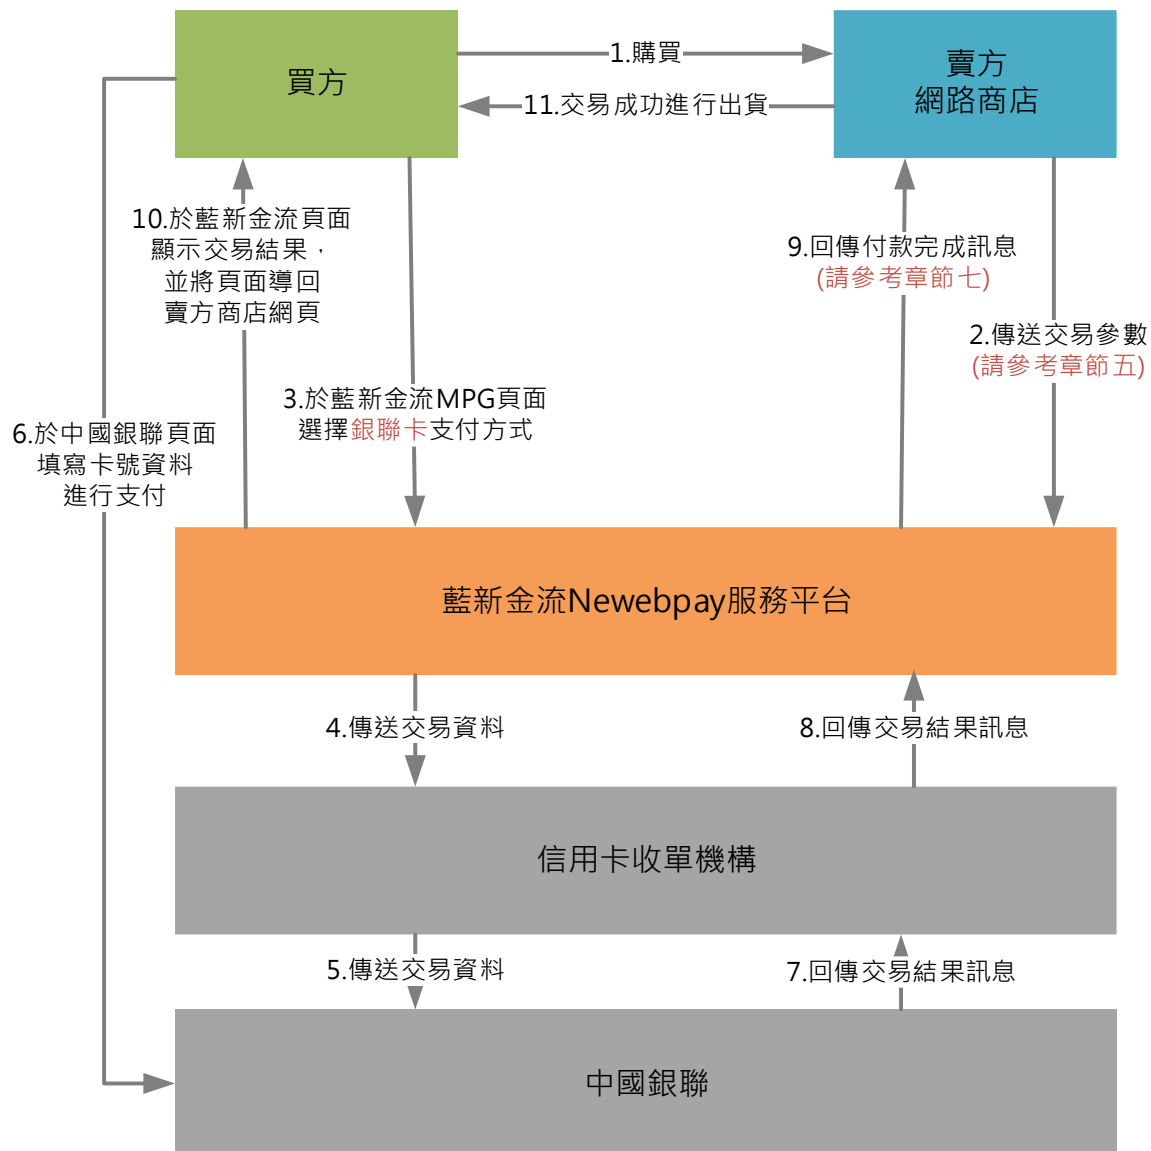 買方
1.購買
11.交易成功進行出貨
賣方
網路商店
10.於藍新金流頁面
顯示交易結果，
並將頁面導回
賣方商店網頁
9.回傳付款完成訊息
(請參考章節七)
2.傳送交易參數
(請參考章節五)
3.於藍新金流MPG頁面
選擇銀聯卡支付方式
6.於中國銀聯頁面
填寫卡號資料
進行支付
藍新金流Newebpay服務平台
4.傳送交易資料
8.回傳交易結果訊息
信用卡收單機構
5.傳送交易資料
7.回傳交易結果訊息
中國銀聯